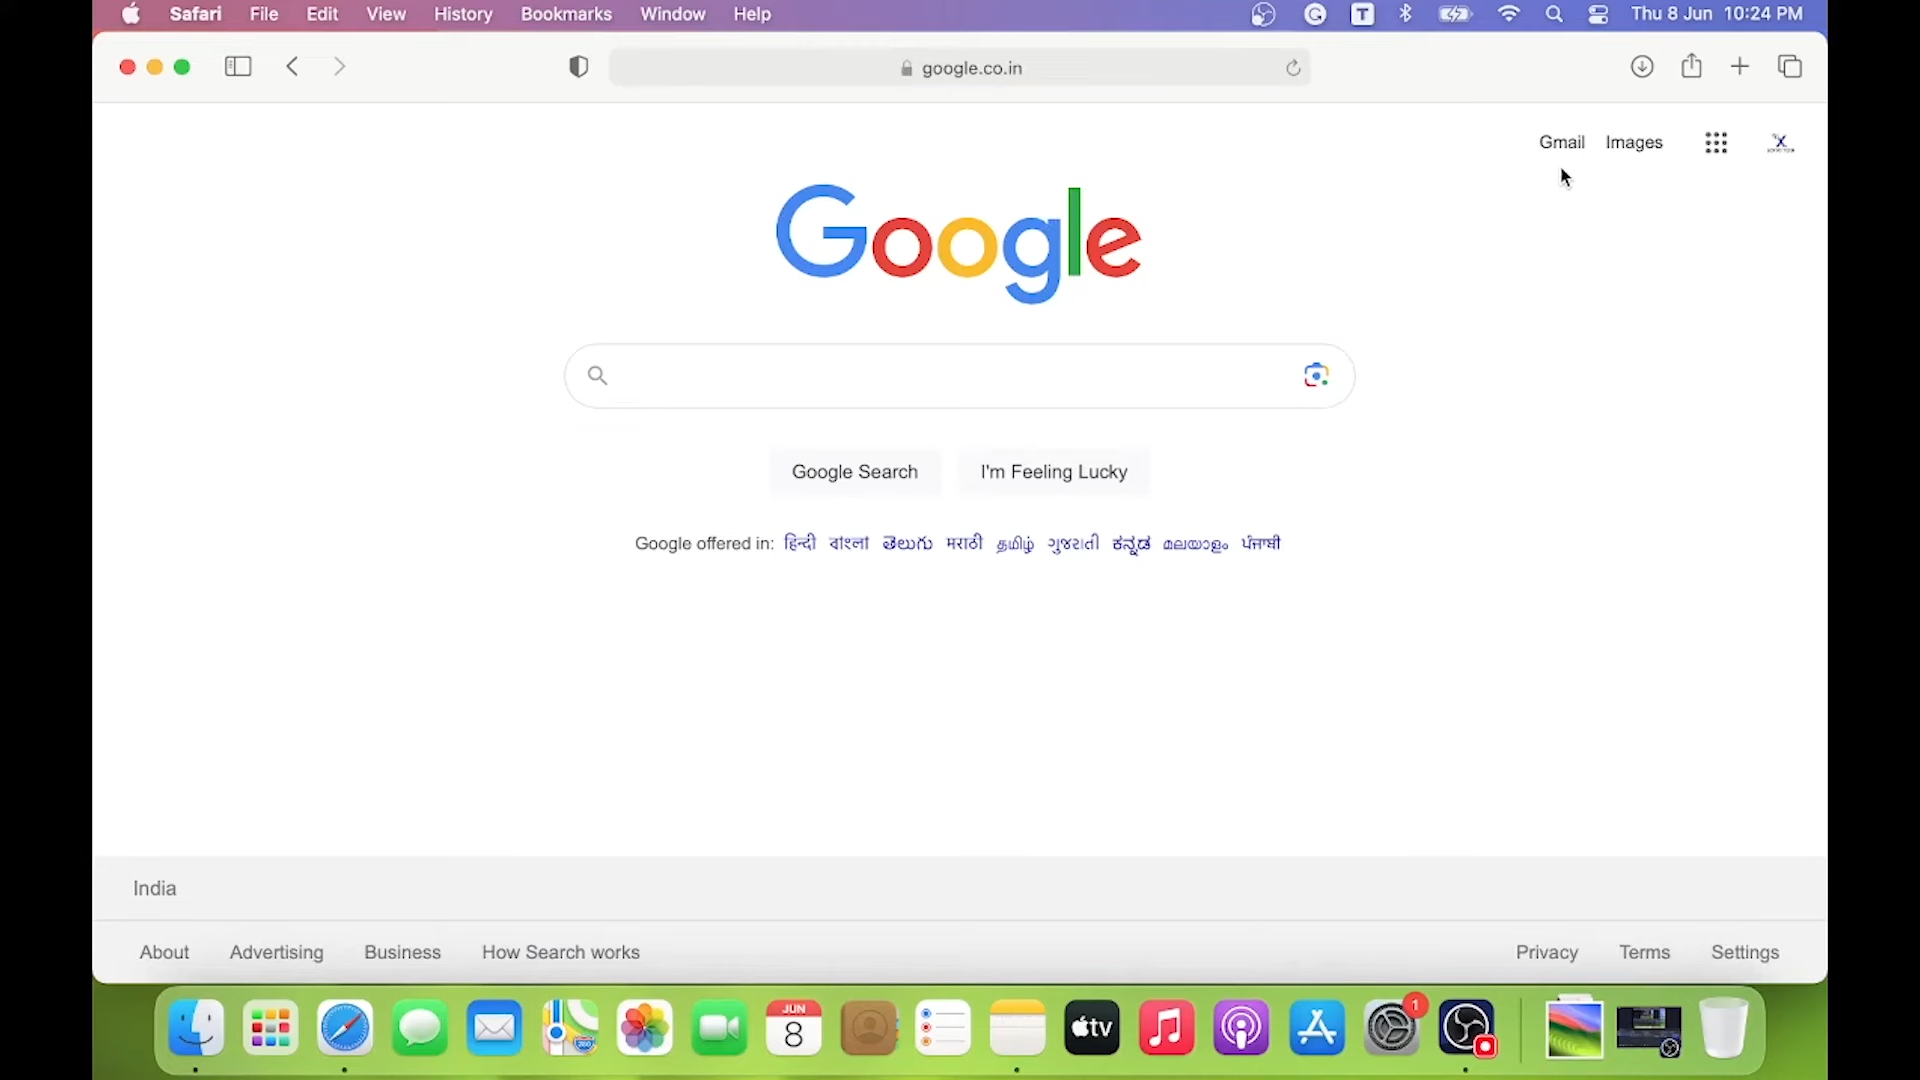 Safari File Edit View History Bookmarks Window Help T Thu 8 Jun 10:24 PM
google.co.in
Gmail Images
Google
Google Search I'm Feeling Lucky
Google offered in: हिन्दी বাংলা తెలుగు मराठी தமிழ் ગુજરાતી ಕನ್ನಡ മലയാളം ਪੰਜਾਬੀ
India
About Advertising Business How Search works Privacy Terms Settings
JUN
8
tv
1